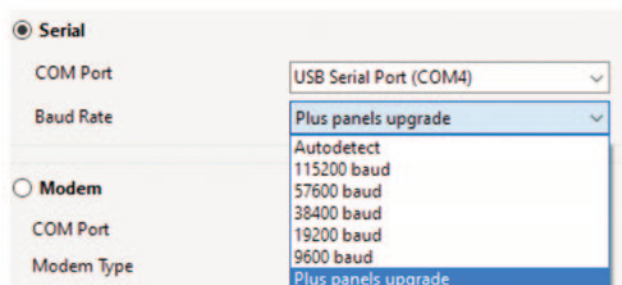 Serial
COM Port USB Serial Port (COM4)
Baud Rate Plus panels upgrade
Autodetect
115200 baud
57600 baud
Modem
38400 baud
COM Port 19200 baud
9600 baud
Modem Type
Plus panels upgrade